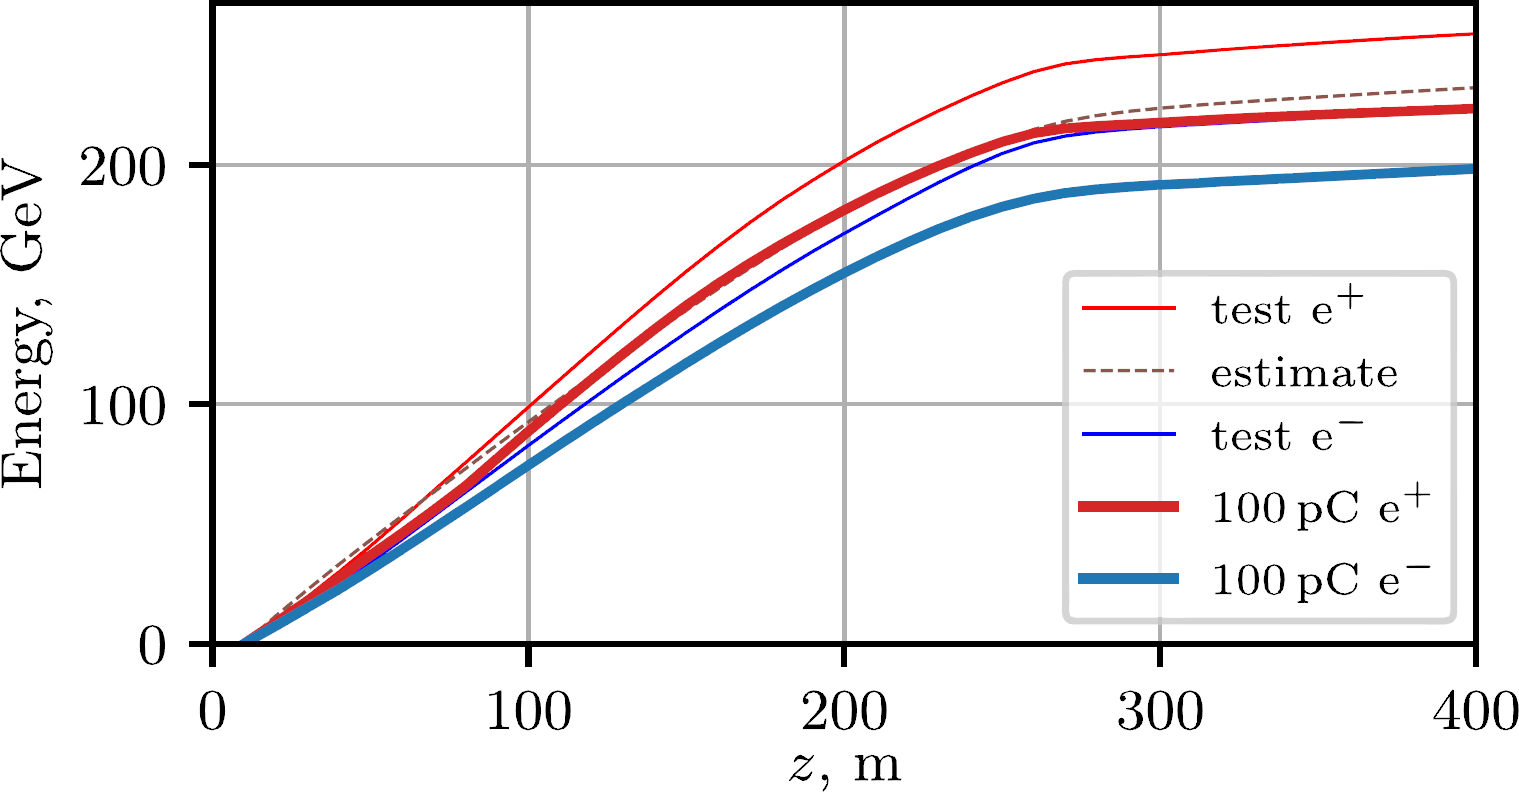 Energy, GeV
200
100
0
test e⁺
estimate
test e⁻
100 pC e⁺
100 pC e⁻
0 100 200 300 400
z, m